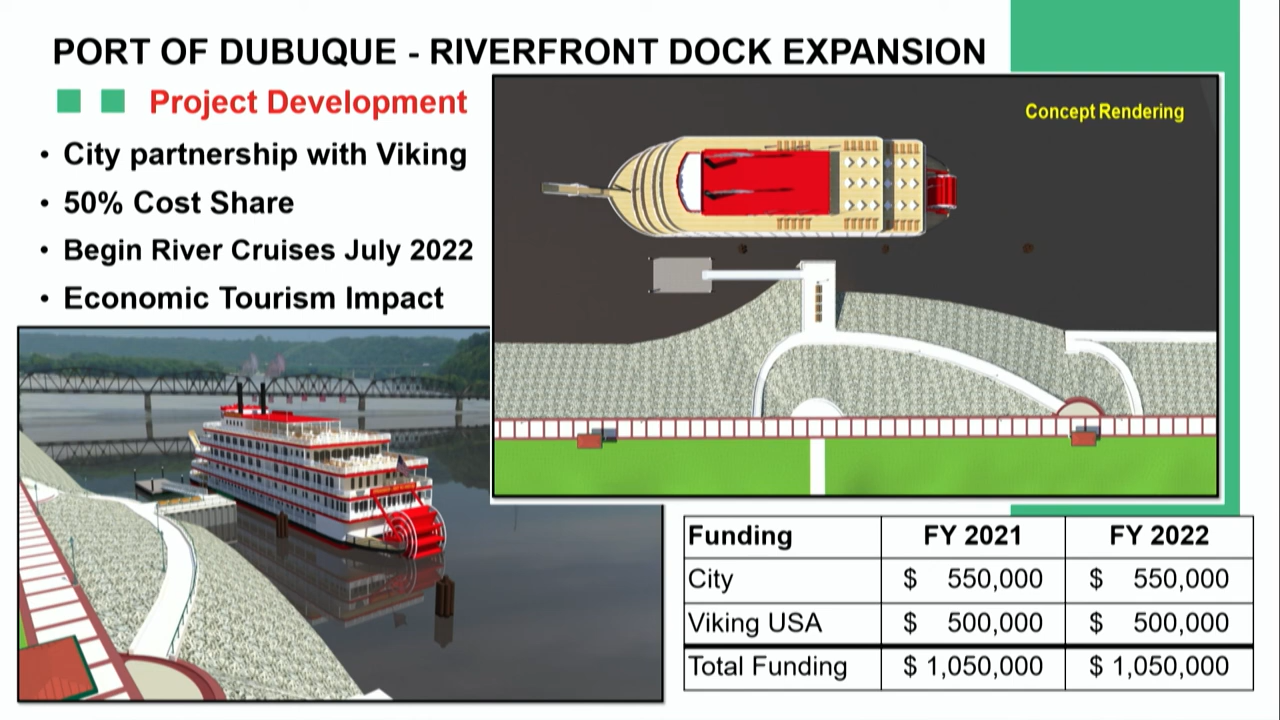 PORT OF DUBUQUE - RIVERFRONT DOCK EXPANSION
Project Development
• City partnership with Viking
• 50% Cost Share
• Begin River Cruises July 2022
• Economic Tourism Impact
Concept Rendering
Funding FY 2021 FY 2022
City $ 550,000 $ 550,000
Viking USA $ 500,000 $ 500,000
Total Funding $ 1,050,000 $ 1,050,000